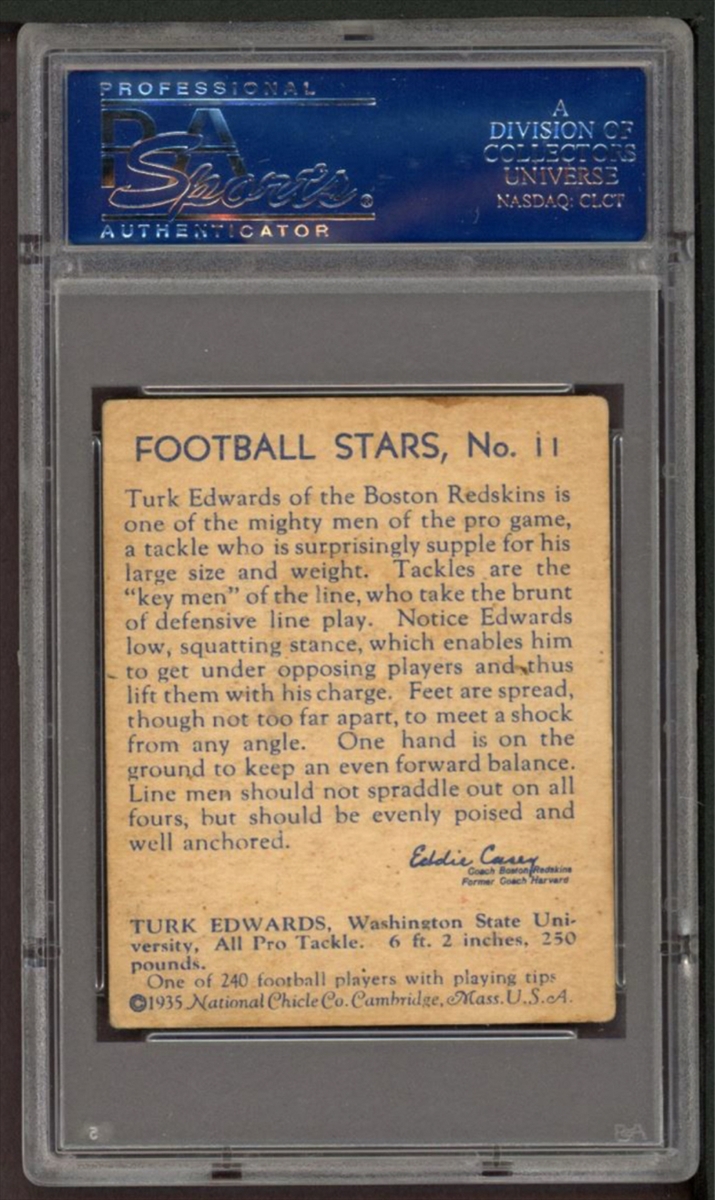 PROFESSIONAL
PSA
Sports®
AUTHENTICATOR
A
DIVISION OF
COLLECTORS
UNIVERSE
NASDAQ: CLCT
FOOTBALL STARS, No. 11
Turk Edwards of the Boston Redskins is
one of the mighty men of the pro game,
a tackle who is surprisingly supple for his
large size and weight. Tackles are the
“key men” of the line, who take the brunt
of defensive line play. Notice Edwards
low, squatting stance, which enables him
to get under opposing players and thus
lift them with his charge. Feet are spread,
though not too far apart, to meet a shock
from any angle. One hand is on the
ground to keep an even forward balance.
Line men should not spraddle out on all
fours, but should be evenly poised and
well anchored.
Eddie Casey
Coach Boston Redskins
Former Coach Harvard
TURK EDWARDS, Washington State Uni-
versity, All Pro Tackle. 6 ft. 2 inches, 250
pounds.
One of 240 football players with playing tips
©1935 National Chicle Co. Cambridge, Mass. U.S.A.
PSA